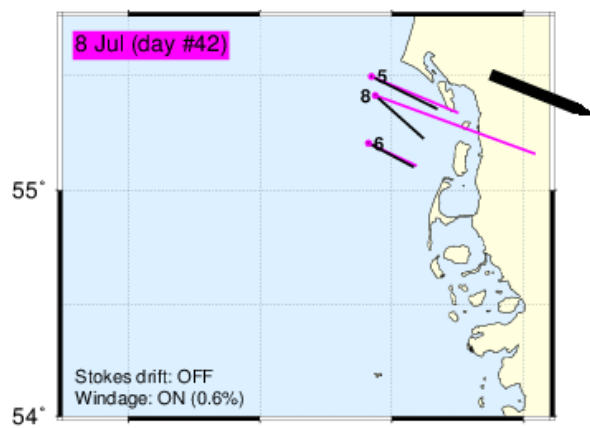 8 Jul (day #42)
5
8
6
55°
Stokes drift: OFF
Windage: ON (0.6%)
54°